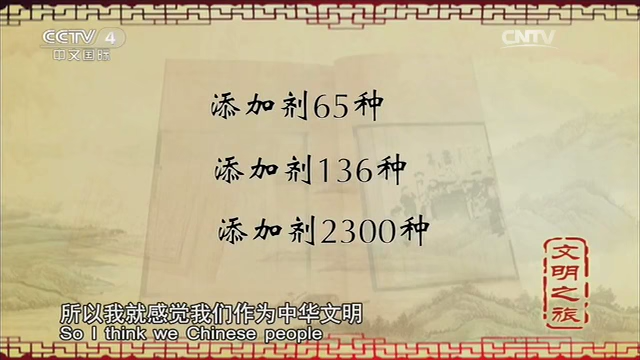 CCTV 4
中文国际
CNTV
添加剂65种
添加剂136种
添加剂2300种
文明之旅
所以我就感觉我们作为中华文明
So I think we Chinese people